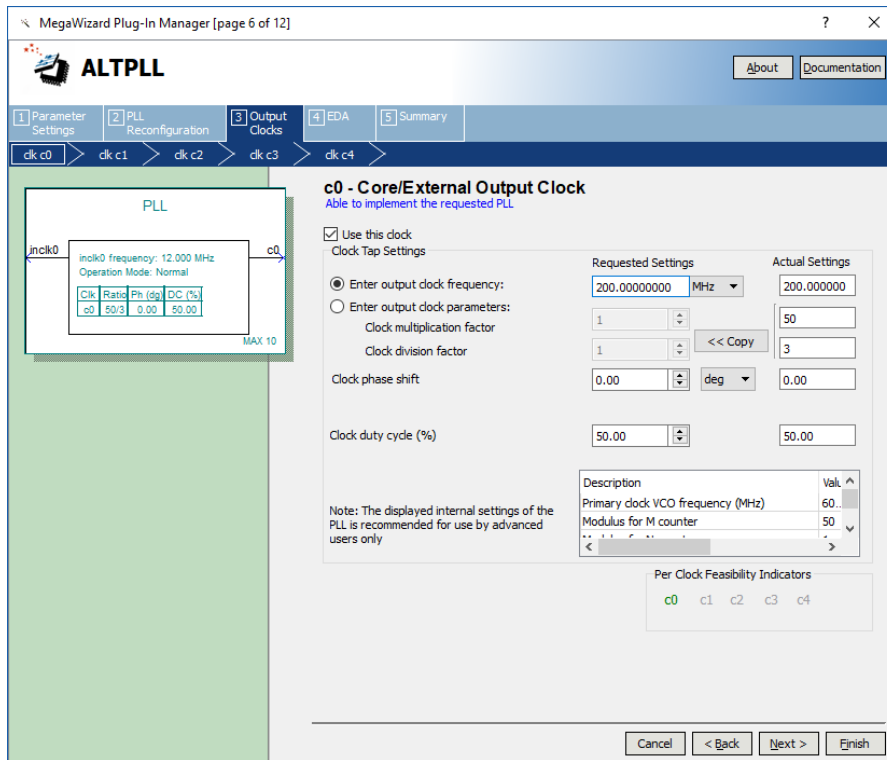 MegaWizard Plug-In Manager [page 6 of 12]
? X
ALTPLL
About Documentation
1 Parameter Settings 2 PLL Reconfiguration 3 Output Clocks 4 EDA 5 Summary
clk c0 clk c1 clk c2 clk c3 clk c4
PLL
inclk0 c0
inclk0 frequency: 12.000 MHz
Operation Mode: Normal
Clk Ratio Ph (dg) DC (%)
c0 50/3 0.00 50.00
MAX 10
c0 - Core/External Output Clock
Able to implement the requested PLL
Use this clock
Clock Tap Settings
Requested Settings Actual Settings
Enter output clock frequency: 200.00000000 MHz 200.000000
Enter output clock parameters:
Clock multiplication factor 1 50
<< Copy
Clock division factor 1 3
Clock phase shift 0.00 deg 0.00
Clock duty cycle (%) 50.00 50.00
Note: The displayed internal settings of the
PLL is recommended for use by advanced
users only
Description
Primary clock VCO frequency (MHz) 60...
Modulus for M counter 50
Per Clock Feasibility Indicators
c0 c1 c2 c3 c4
Cancel < Back Next > Finish